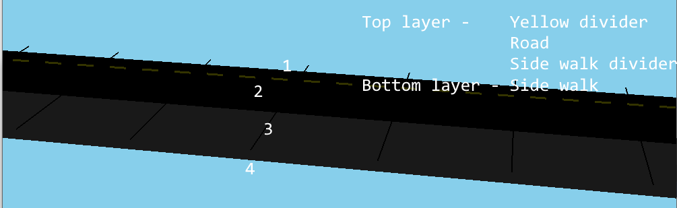 Top layer - Yellow divider
Road
Side walk divider
Bottom layer - Side walk
1
2
3
4